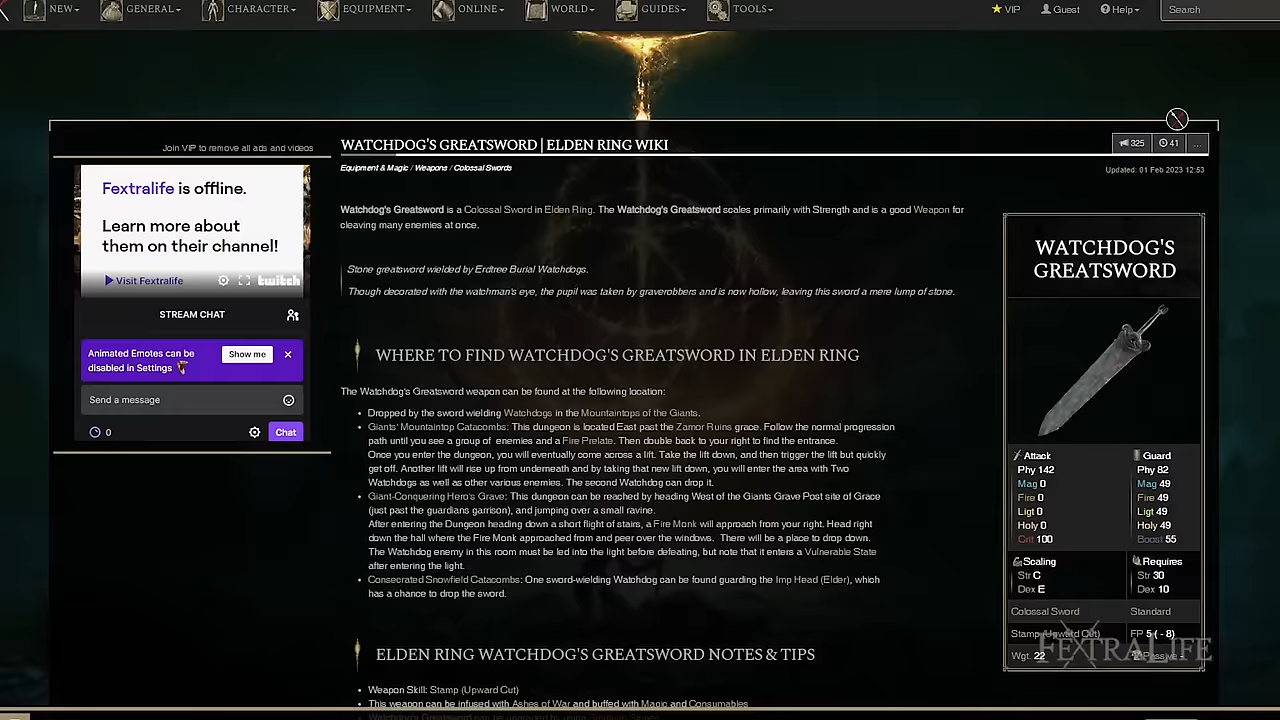 NEW
GENERAL
CHARACTER
EQUIPMENT
ONLINE
WORLD
GUIDES
TOOLS
VIP
Guest
Help
Search
Join VIP to remove all ads and videos
Fextralife is offline.
Learn more about
them on their channel!
Visit Fextralife
twitch
STREAM CHAT
Animated Emotes can be
disabled in Settings
Show me
Send a message
0
Chat
WATCHDOG'S GREATSWORD | ELDEN RING WIKI
325
41
...
Equipment & Magic / Weapons / Colossal Swords
Updated: 01 Feb 2023 12:53
Watchdog's Greatsword is a Colossal Sword in Elden Ring. The Watchdog's Greatsword scales primarily with Strength and is a good Weapon for
cleaving many enemies at once.
Stone greatsword wielded by Erdtree Burial Watchdogs.
Though decorated with the watchman's eye, the pupil was taken by graverobbers and is now hollow, leaving this sword a mere lump of stone.
WHERE TO FIND WATCHDOG'S GREATSWORD IN ELDEN RING
The Watchdog's Greatsword weapon can be found at the following location:
Dropped by the sword wielding Watchdogs in the Mountaintops of the Giants.
Giants' Mountaintop Catacombs: This dungeon is located East past the Zamor Ruins grace. Follow the normal progression
path until you see a group of enemies and a Fire Prelate. Then double back to your right to find the entrance.
Once you enter the dungeon, you will eventually come across a lift. Take the lift down, and then trigger the lift but quickly
get off. Another lift will rise up from underneath and by taking that new lift down, you will enter the area with Two
Watchdogs as well as other various enemies. The second Watchdog can drop it.
Giant-Conquering Hero's Grave: This dungeon can be reached by heading West of the Giants Grave Post site of Grace
(just past the guardians garrison), and jumping over a small ravine.
After entering the Dungeon heading down a short flight of stairs, a Fire Monk will approach from your right. Head right
down the hall where the Fire Monk approached from and peer over the windows. There will be a place to drop down.
The Watchdog enemy in this room must be led into the light before defeating, but note that it enters a Vulnerable State
after entering the light.
Consecrated Snowfield Catacombs: One sword-wielding Watchdog can be found guarding the Imp Head (Elder), which
has a chance to drop the sword.
ELDEN RING WATCHDOG'S GREATSWORD NOTES & TIPS
Weapon Skill: Stamp (Upward Cut)
This weapon can be infused with Ashes of War and buffed with Magic and Consumables
Watchdog's Greatsword can be upgraded by using Smithing Stones
WATCHDOG'S
GREATSWORD
Attack Guard
Phy 142 Phy 82
Mag 0 Mag 49
Fire 0 Fire 49
Ligt 0 Ligt 49
Holy 0 Holy 49
Crit 100 Boost 55
Scaling Requires
Str C Str 30
Dex E Dex 10
Colossal Sword Standard
Stamp (Upward Cut) FP 5 ( - 8)
Wgt. 22 Passive -
FEXTRALIFE